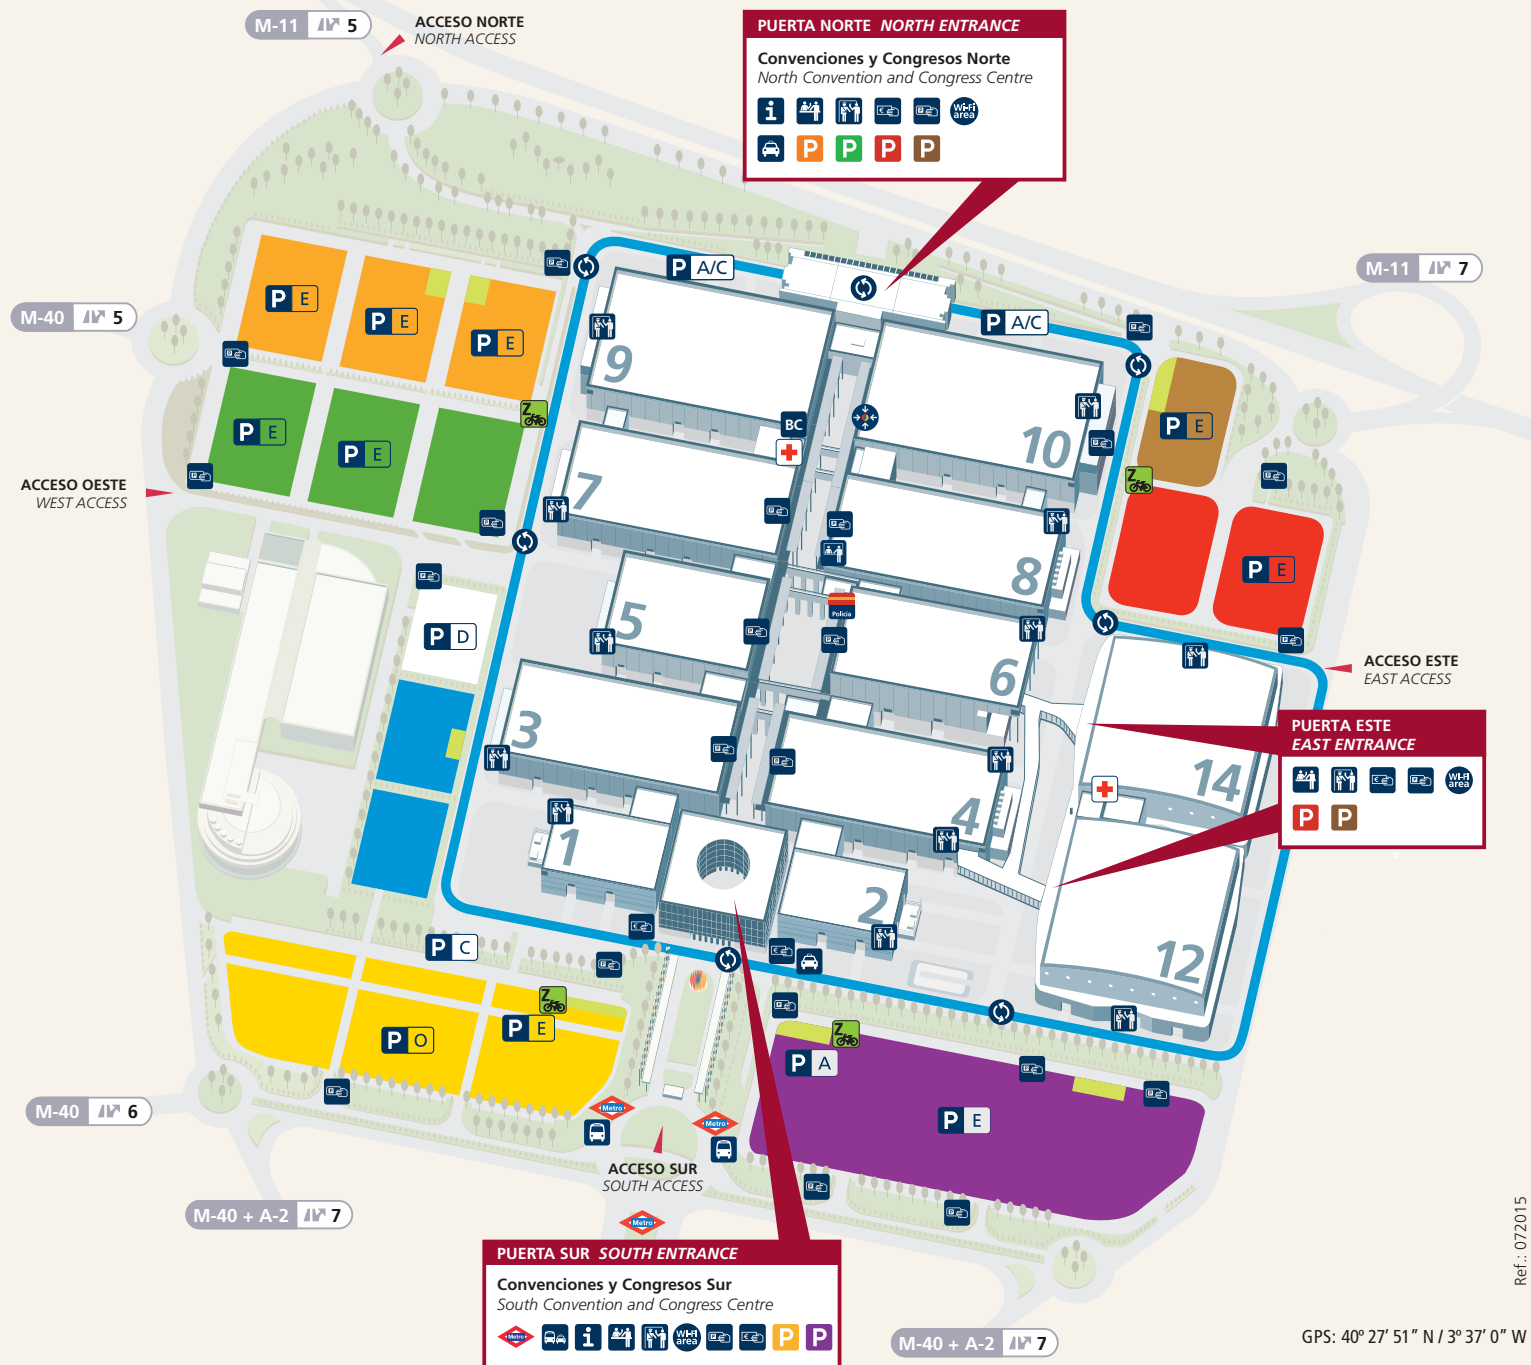 M-11 5
ACCESO NORTE
NORTH ACCESS
PUERTA NORTE NORTH ENTRANCE
Convenciones y Congresos Norte
North Convention and Congress Centre
i Wi-Fi area
P P P P
M-11 7
M-40 5
P A/C
P A/C
P E
P E
P E
9
10
BC
P E
P E
P E
Z
Z
7
8
ACCESO OESTE
WEST ACCESS
P E
Policía
5
6
P D
ACCESO ESTE
EAST ACCESS
PUERTA ESTE
EAST ENTRANCE
Wi-Fi area
P P
3
4
14
1
2
12
P C
Z
P E
P O
Z
P A
P E
M-40 6
Metro
Metro
ACCESO SUR
SOUTH ACCESS
M-40 + A-2 7
Metro
PUERTA SUR SOUTH ENTRANCE
Convenciones y Congresos Sur
South Convention and Congress Centre
Metro i Wi-Fi area P P
M-40 + A-2 7
Ref.: 072015
GPS: 40º 27' 51" N / 3º 37' 0" W